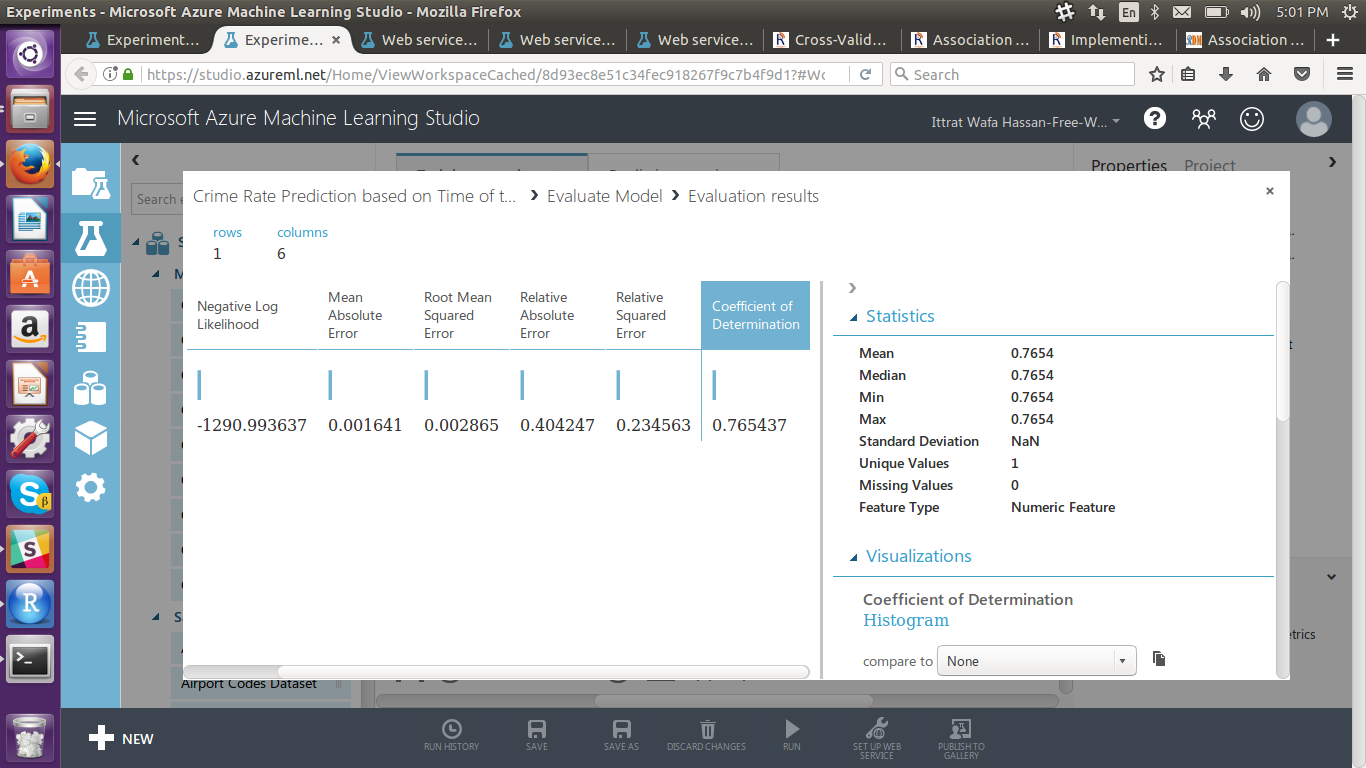 Experiments - Microsoft Azure Machine Learning Studio - Mozilla Firefox
En
5:01 PM
Experiment...
Experime... ×
Web service...
Web service...
Web service...
Cross-Valid...
Association ...
Implementi...
Association ...
https://studio.azureml.net/Home/ViewWorkspaceCached/8d93ec8e51c34fec918267f9c7b4f9d1?#Wo
Search
Microsoft Azure Machine Learning Studio
Ittrat Wafa Hassan-Free-W...
Properties Project
Search e
Crime Rate Prediction based on Time of t... > Evaluate Model > Evaluation results
×
rows columns
1 6
Negative Log Likelihood
Mean Absolute Error
Root Mean Squared Error
Relative Absolute Error
Relative Squared Error
Coefficient of Determination
-1290.993637 0.001641 0.002865 0.404247 0.234563 0.765437
Statistics
Mean 0.7654
Median 0.7654
Min 0.7654
Max 0.7654
Standard Deviation NaN
Unique Values 1
Missing Values 0
Feature Type Numeric Feature
Visualizations
Coefficient of Determination
Histogram
compare to None
etrics
Airport Codes Dataset
NEW
RUN HISTORY
SAVE
SAVE AS
DISCARD CHANGES
RUN
SET UP WEB SERVICE
PUBLISH TO GALLERY